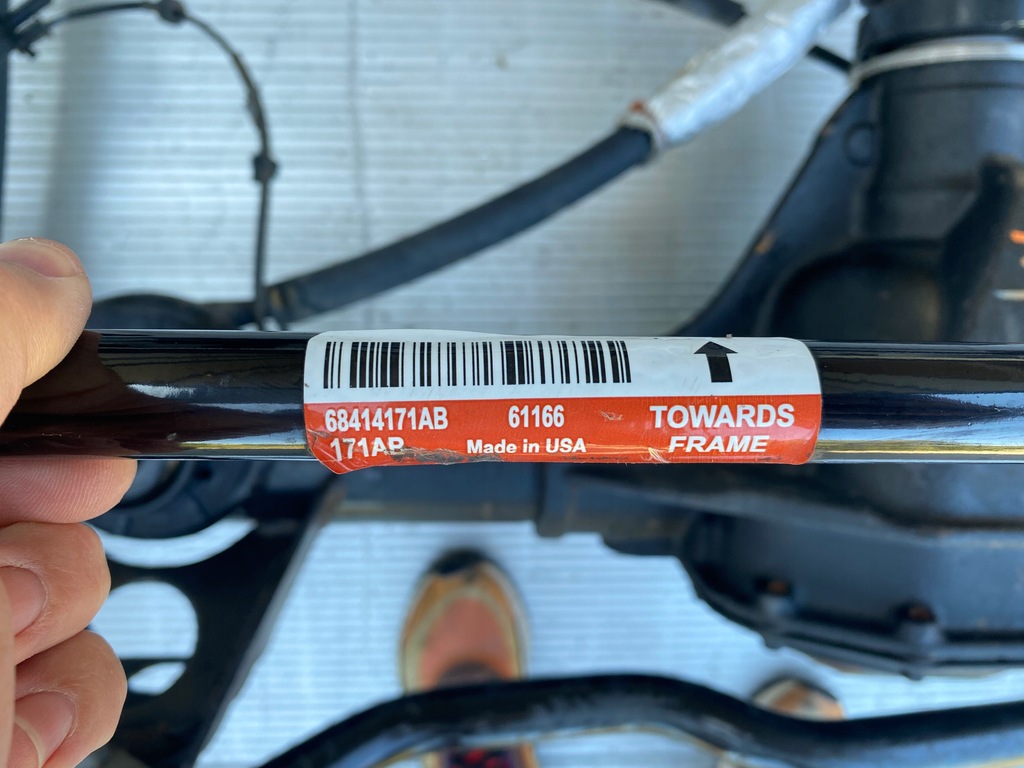 68414171AB 61166 TOWARDS
171AB Made in USA FRAME